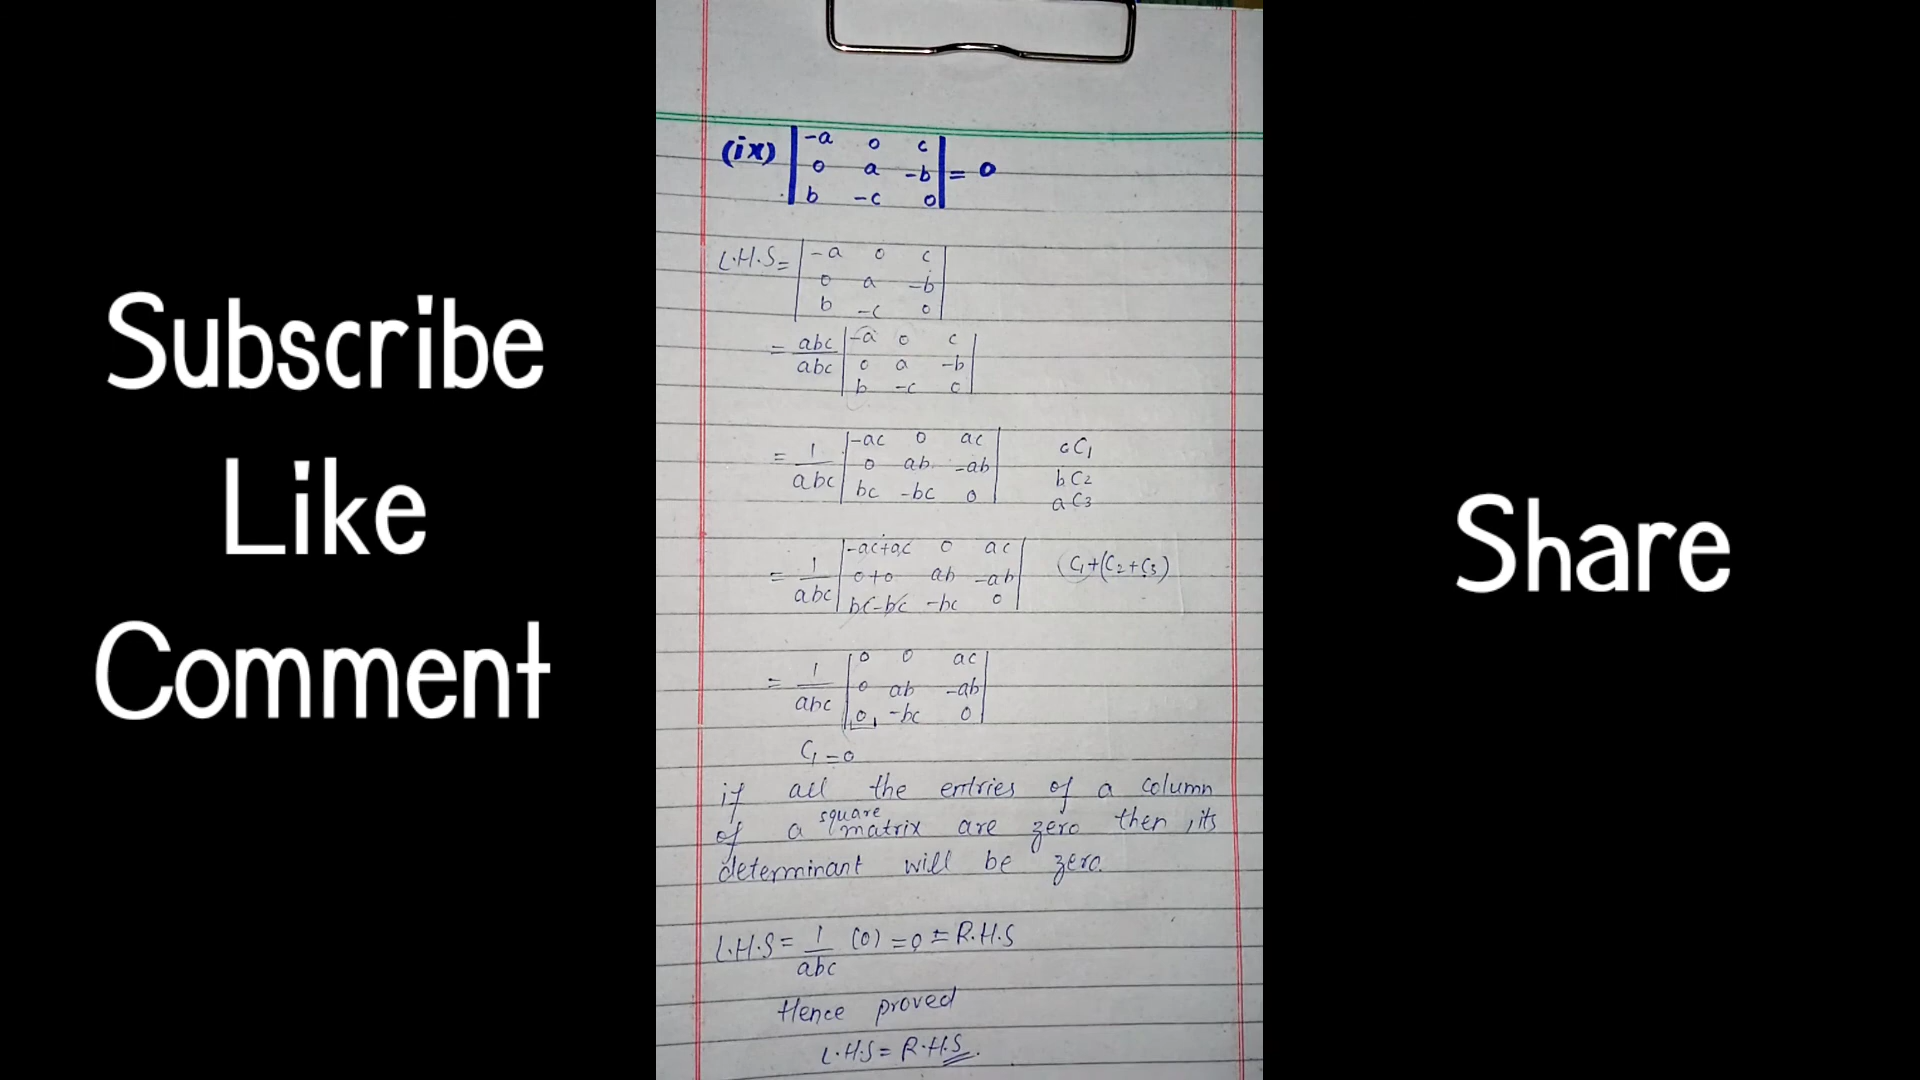 Subscribe
Like
Comment
(ix) | -a 0 c |
| 0 a -b | = 0
| b -c 0 |
L.H.S = | -a 0 c |
| 0 a -b |
| b -c 0 |
= abc/abc | -a 0 c |
| 0 a -b |
| b -c 0 |
= 1/abc | -ac 0 ac | cC1
| 0 ab -ab | bC2
| bc -bc 0 | aC3
= 1/abc | -ac+ac 0 ac | C1+(C2+C3)
| 0+0 ab -ab |
| bc-bc -bc 0 |
= 1/abc | 0 0 ac |
| 0 ab -ab |
| 0 -bc 0 |
C1=0
if all the entries of a column
of a square matrix are zero then, its
determinant will be zero.
L.H.S = 1/abc (0) = 0 = R.H.S
Hence proved
L.H.S = R.H.S.
Share